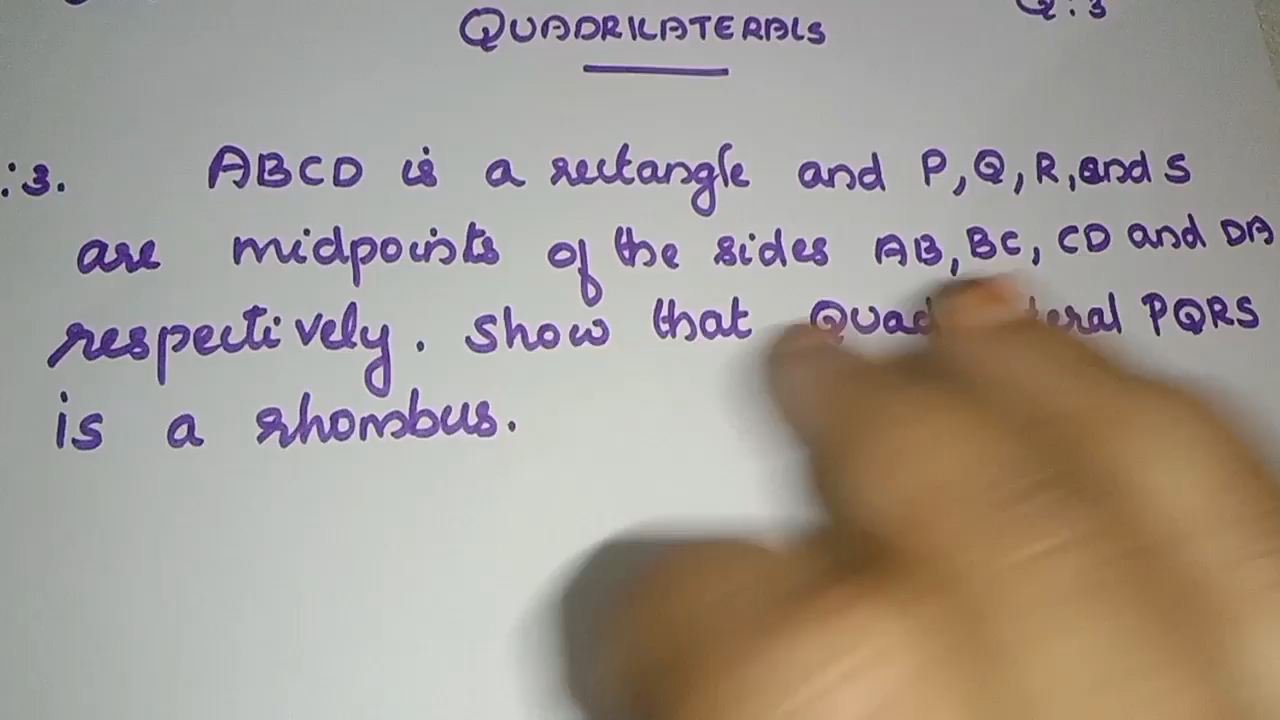 QUADRILATERALS
Q:3
:3. ABCD is a rectangle and P, Q, R, and S
are midpoints of the sides AB, BC, CD and DA
respectively. Show that PQRS
is a rhombus.